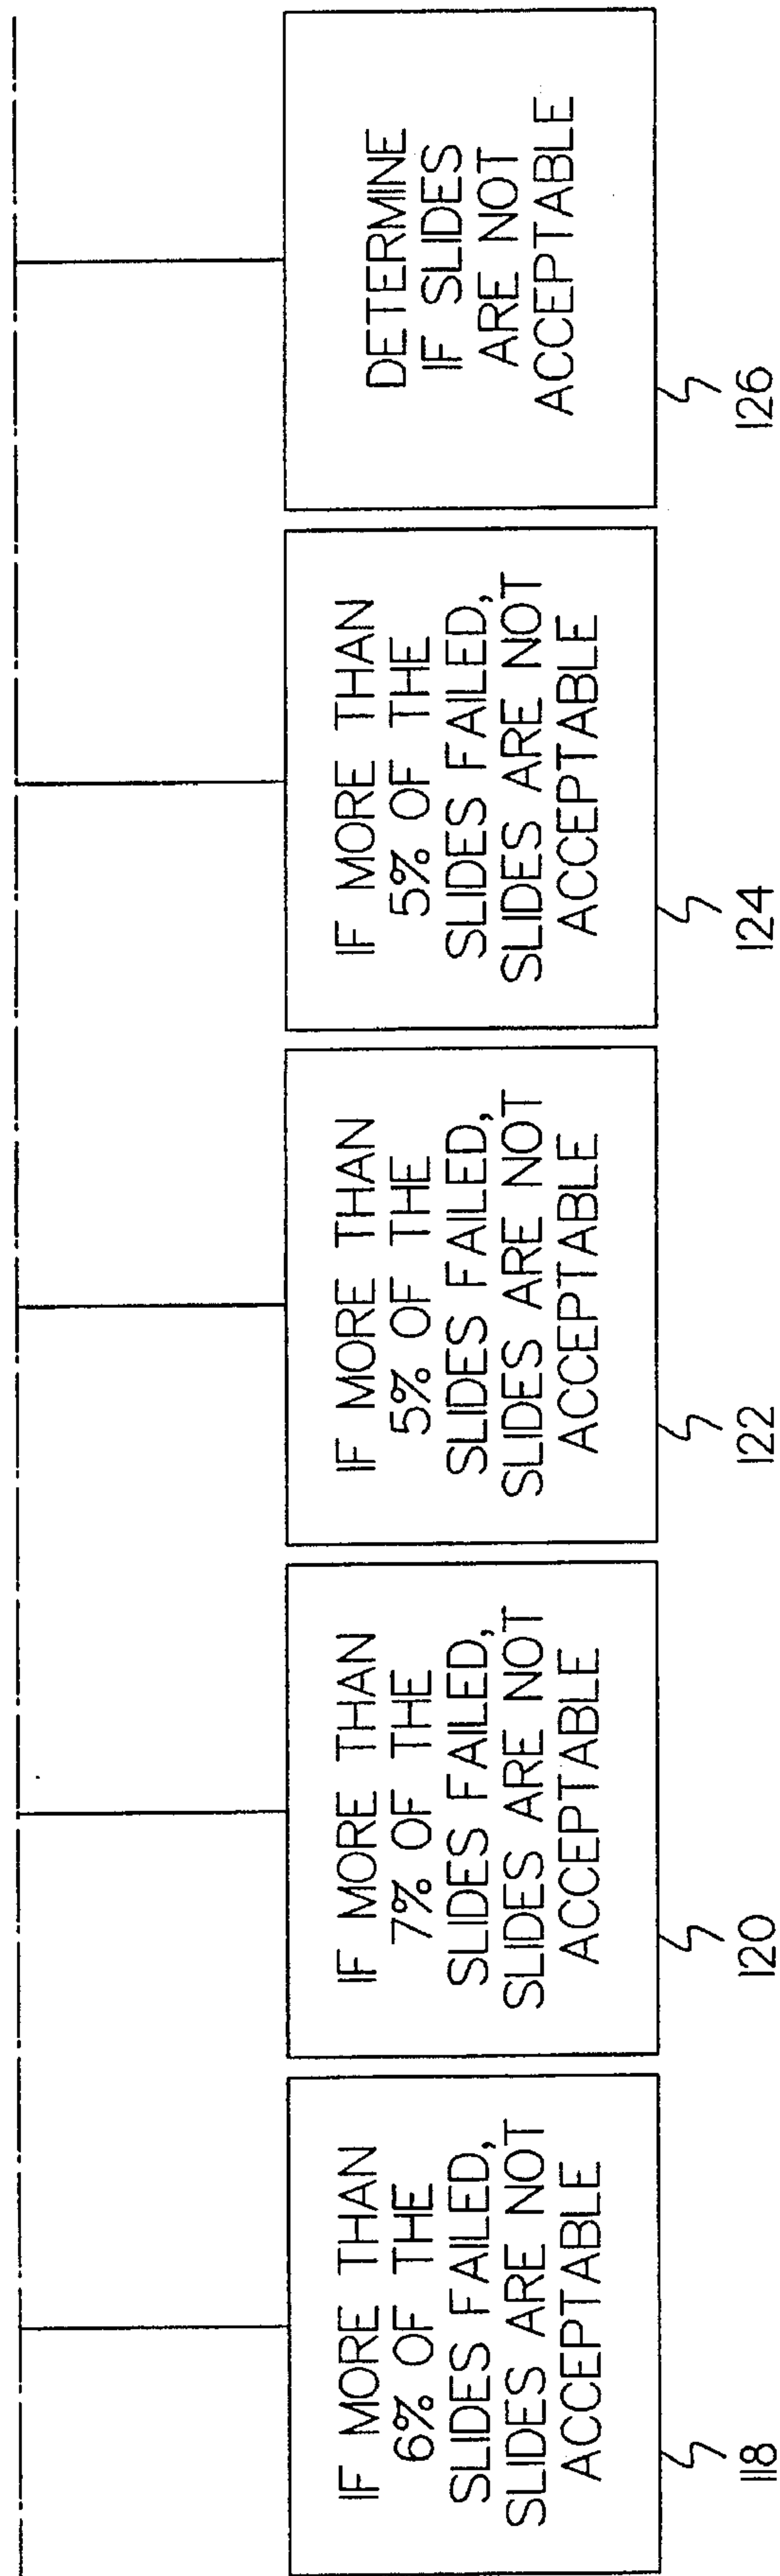 IF MORE THAN
6% OF THE
SLIDES FAILED,
SLIDES ARE NOT
ACCEPTABLE
118
IF MORE THAN
7% OF THE
SLIDES FAILED,
SLIDES ARE NOT
ACCEPTABLE
120
IF MORE THAN
5% OF THE
SLIDES FAILED,
SLIDES ARE NOT
ACCEPTABLE
122
IF MORE THAN
5% OF THE
SLIDES FAILED,
SLIDES ARE NOT
ACCEPTABLE
124
DETERMINE
IF SLIDES
ARE NOT
ACCEPTABLE
126